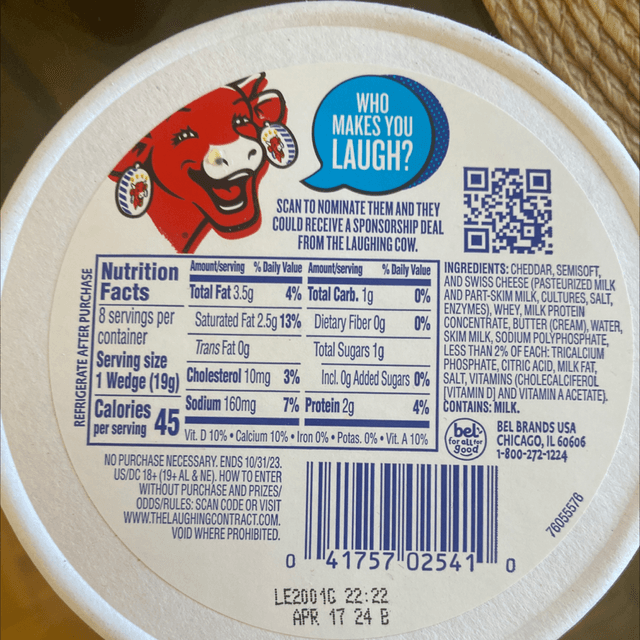 WHO
MAKES YOU
LAUGH?
SCAN TO NOMINATE THEM AND THEY
COULD RECEIVE A SPONSORSHIP DEAL
FROM THE LAUGHING COW.
REFRIGERATE AFTER PURCHASE
Nutrition
Facts
8 servings per
container
Serving size
1 Wedge (19g)
Calories
per serving 45
Amount/serving % Daily Value
Total Fat 3.5g 4%
Saturated Fat 2.5g 13%
Trans Fat 0g
Cholesterol 10mg 3%
Sodium 160mg 7%
Amount/serving % Daily Value
Total Carb. 1g 0%
Dietary Fiber 0g 0%
Total Sugars 1g
Incl. 0g Added Sugars 0%
Protein 2g 4%
Vit. D 10% • Calcium 10% • Iron 0% • Potas. 0% • Vit. A 10%
INGREDIENTS: CHEDDAR, SEMISOFT,
AND SWISS CHEESE (PASTEURIZED MILK
AND PART-SKIM MILK, CULTURES, SALT,
ENZYMES), WHEY, MILK PROTEIN
CONCENTRATE, BUTTER (CREAM), WATER,
SKIM MILK, SODIUM POLYPHOSPHATE,
LESS THAN 2% OF EACH: TRICALCIUM
PHOSPHATE, CITRIC ACID, MILK FAT,
SALT, VITAMINS (CHOLECALCIFEROL
[VITAMIN D] AND VITAMIN A ACETATE).
CONTAINS: MILK.
bel
for all for
good
BEL BRANDS USA
CHICAGO, IL 60606
1-800-272-1224
NO PURCHASE NECESSARY. ENDS 10/31/23.
US/DC 18+ (19+ AL & NE). HOW TO ENTER
WITHOUT PURCHASE AND PRIZES/
ODDS/RULES: SCAN CODE OR VISIT
WWW.THELAUGHINGCONTRACT.COM.
VOID WHERE PROHIBITED.
0 41757 02541 0
76055576
LE2001G 22:22
APR 17 24 B